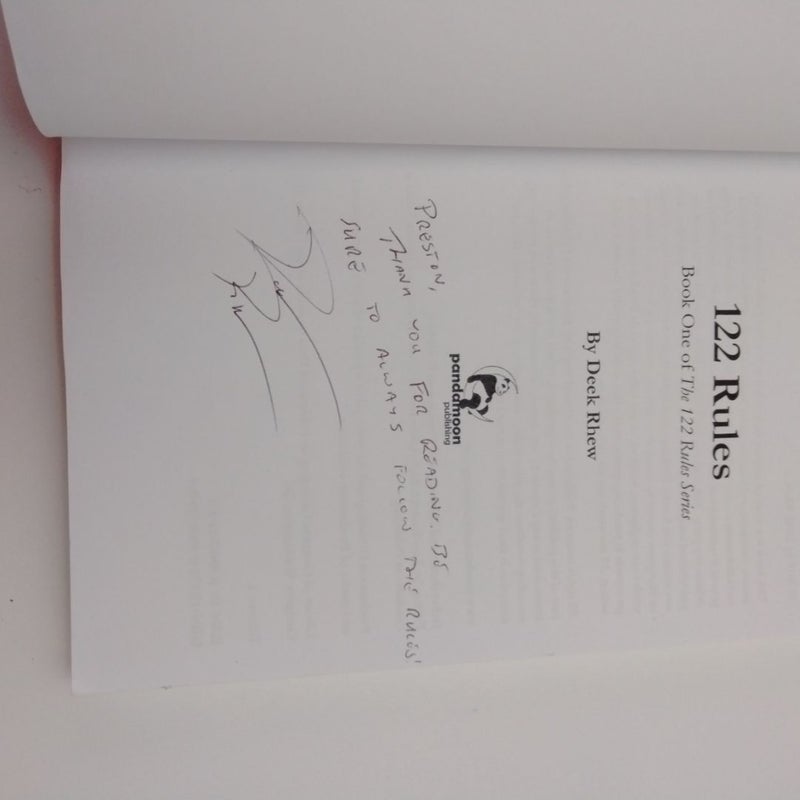 122 Rules
Book One of The 122 Rules Series
By Deek Rhew
pandamoon
publishing
PRESTON,
THANK YOU FOR READING. BE
SURE TO ALWAYS FOLLOW THE RULES!